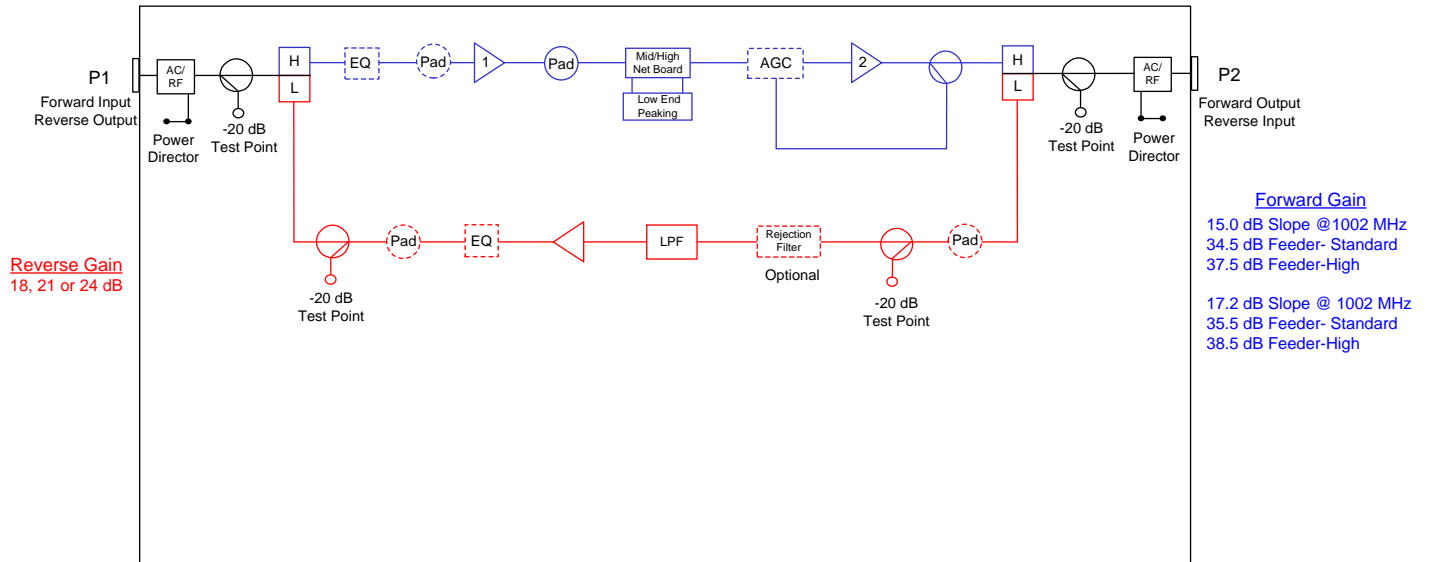 P1
Forward Input
Reverse Output
AC/
RF
Power
Director
-20 dB
Test Point
H
L
EQ
Pad
1
Pad
Mid/High
Net Board
Low End
Peaking
AGC
2
H
L
-20 dB
Test Point
AC/
RF
Power
Director
P2
Forward Output
Reverse Input
Reverse Gain
18, 21 or 24 dB
-20 dB
Test Point
Pad
EQ
LPF
Rejection
Filter
Optional
-20 dB
Test Point
Pad
Forward Gain
15.0 dB Slope @1002 MHz
34.5 dB Feeder- Standard
37.5 dB Feeder-High
17.2 dB Slope @ 1002 MHz
35.5 dB Feeder- Standard
38.5 dB Feeder-High